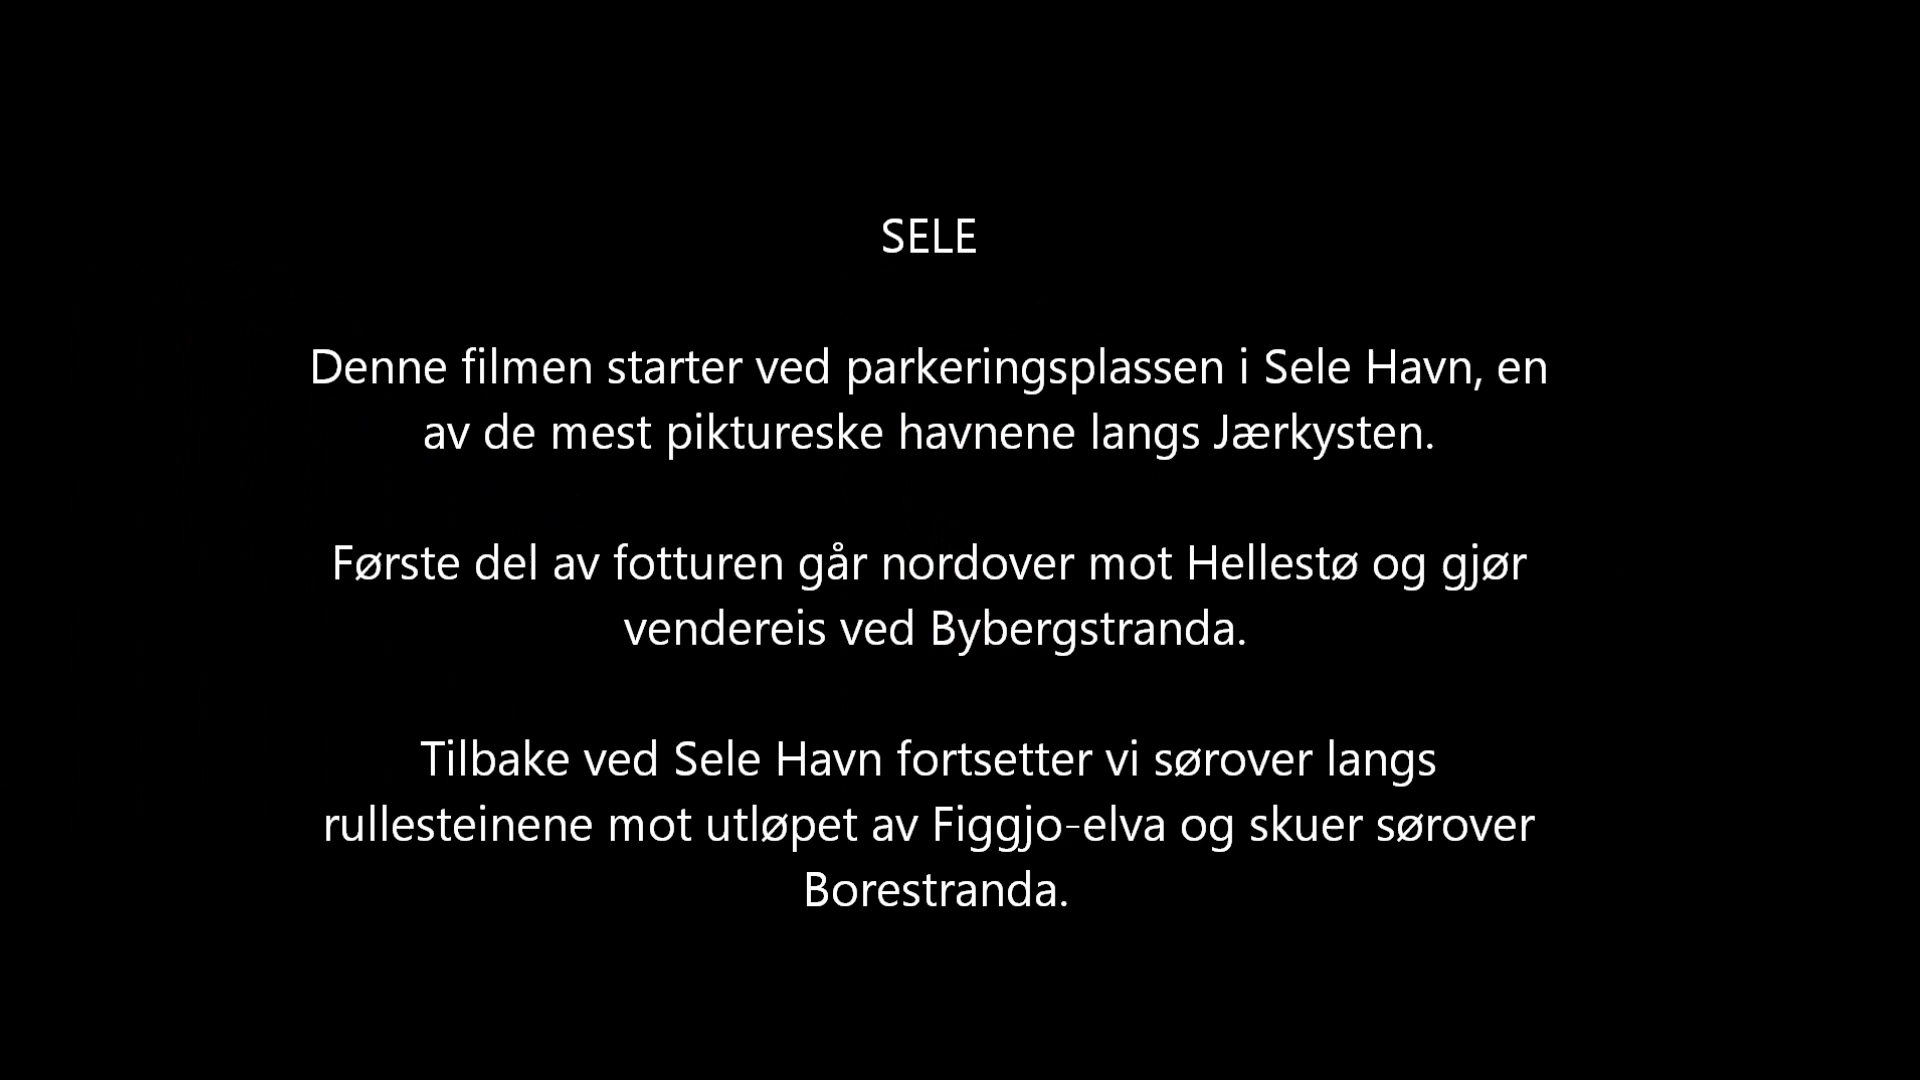 SELE
Denne filmen starter ved parkeringsplassen i Sele Havn, en
av de mest piktureske havnene langs Jærkysten.
Første del av fotturen går nordover mot Hellestø og gjør
vendereis ved Bybergstranda.
Tilbake ved Sele Havn fortsetter vi sørover langs
rullesteinene mot utløpet av Figgjo-elva og skuer sørover
Borestranda.